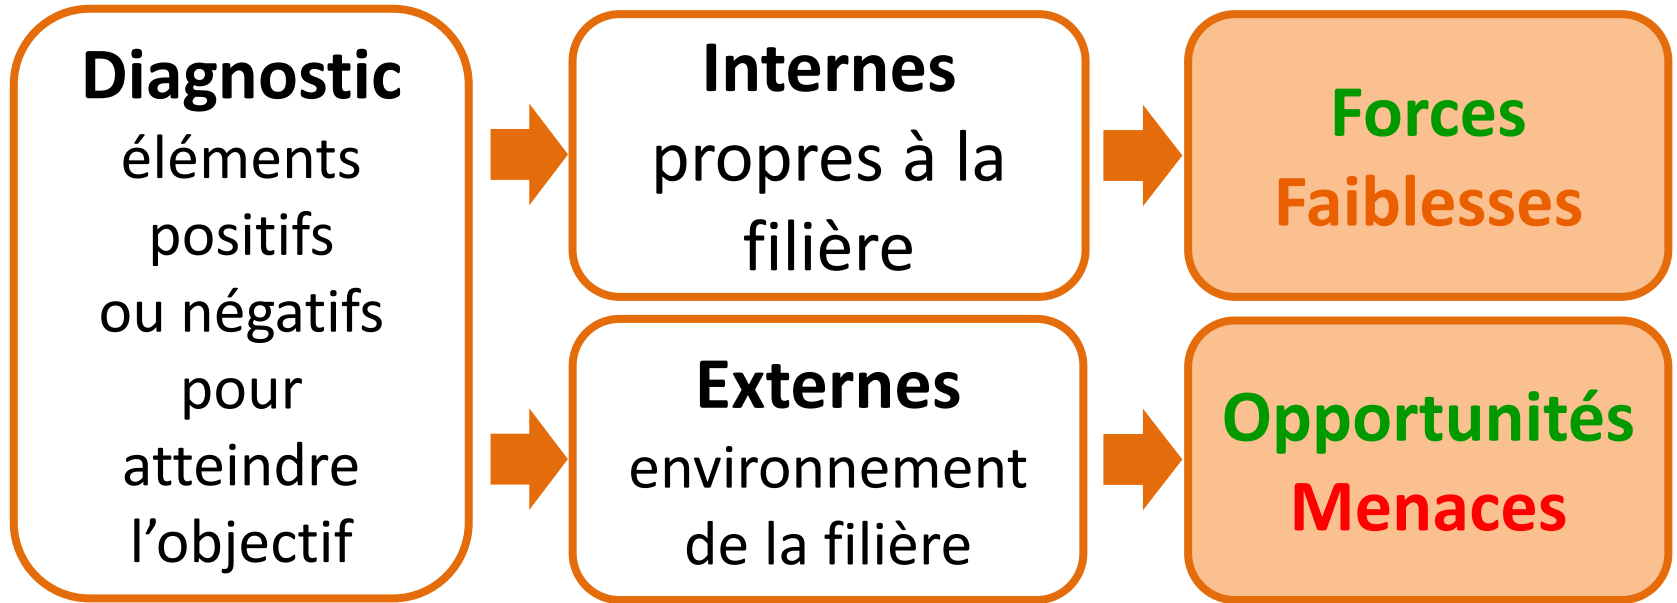 Diagnostic
éléments
positifs
ou négatifs
pour
atteindre
l’objectif
Internes
propres à la
filière
Forces
Faiblesses
Externes
environnement
de la filière
Opportunités
Menaces